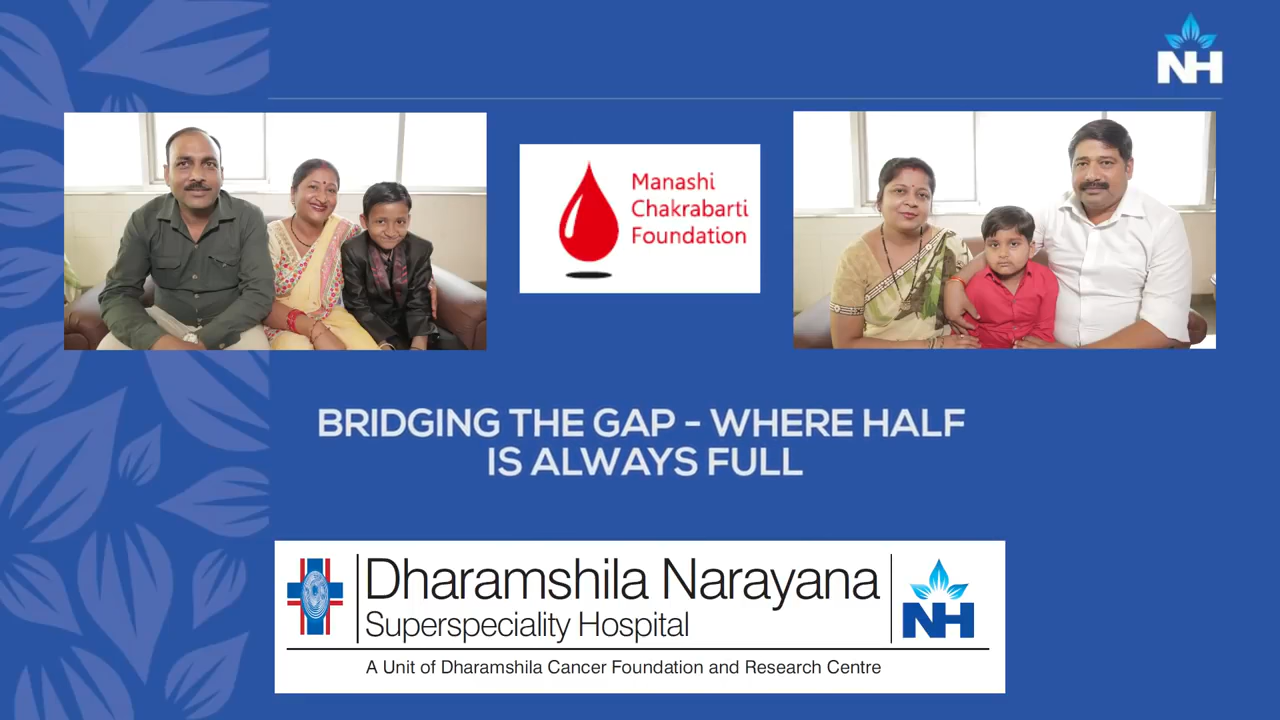 NH
Manashi
Chakrabarti
Foundation
BRIDGING THE GAP – WHERE HALF
IS ALWAYS FULL
Dharamshila Narayana
Superspeciality Hospital
NH
A Unit of Dharamshila Cancer Foundation and Research Centre